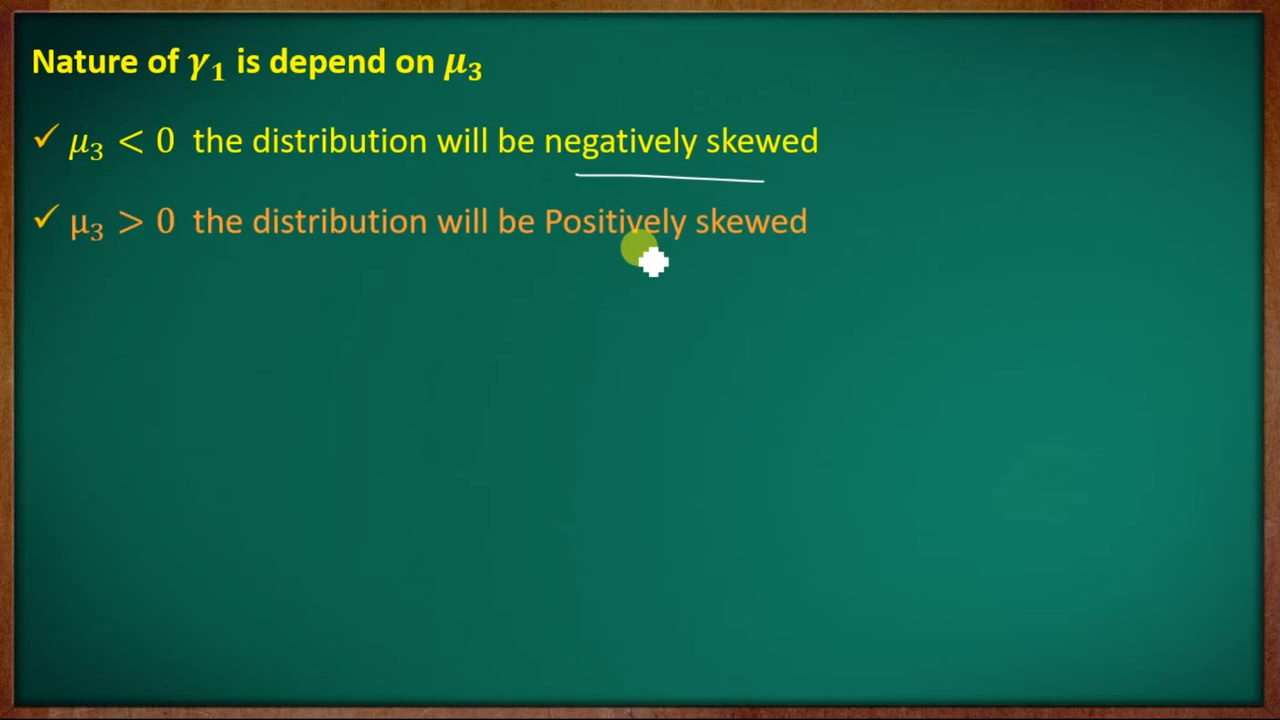 Nature of γ₁ is depend on μ₃
✓ μ₃ < 0 the distribution will be negatively skewed
✓ μ₃ > 0 the distribution will be Positively skewed